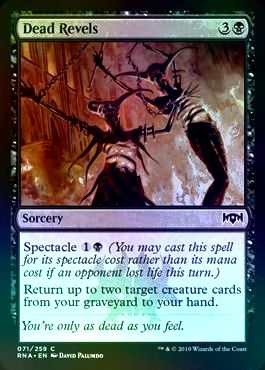 Dead Revels 3
Sorcery
Spectacle 1 (You may cast this spell
for its spectacle cost rather than its mana
cost if an opponent lost life this turn.)
Return up to two target creature cards
from your graveyard to your hand.
You're only as dead as you feel.
071/259 C
RNA • EN DAVID PALUMBO
™ & © 2019 Wizards of the Coast